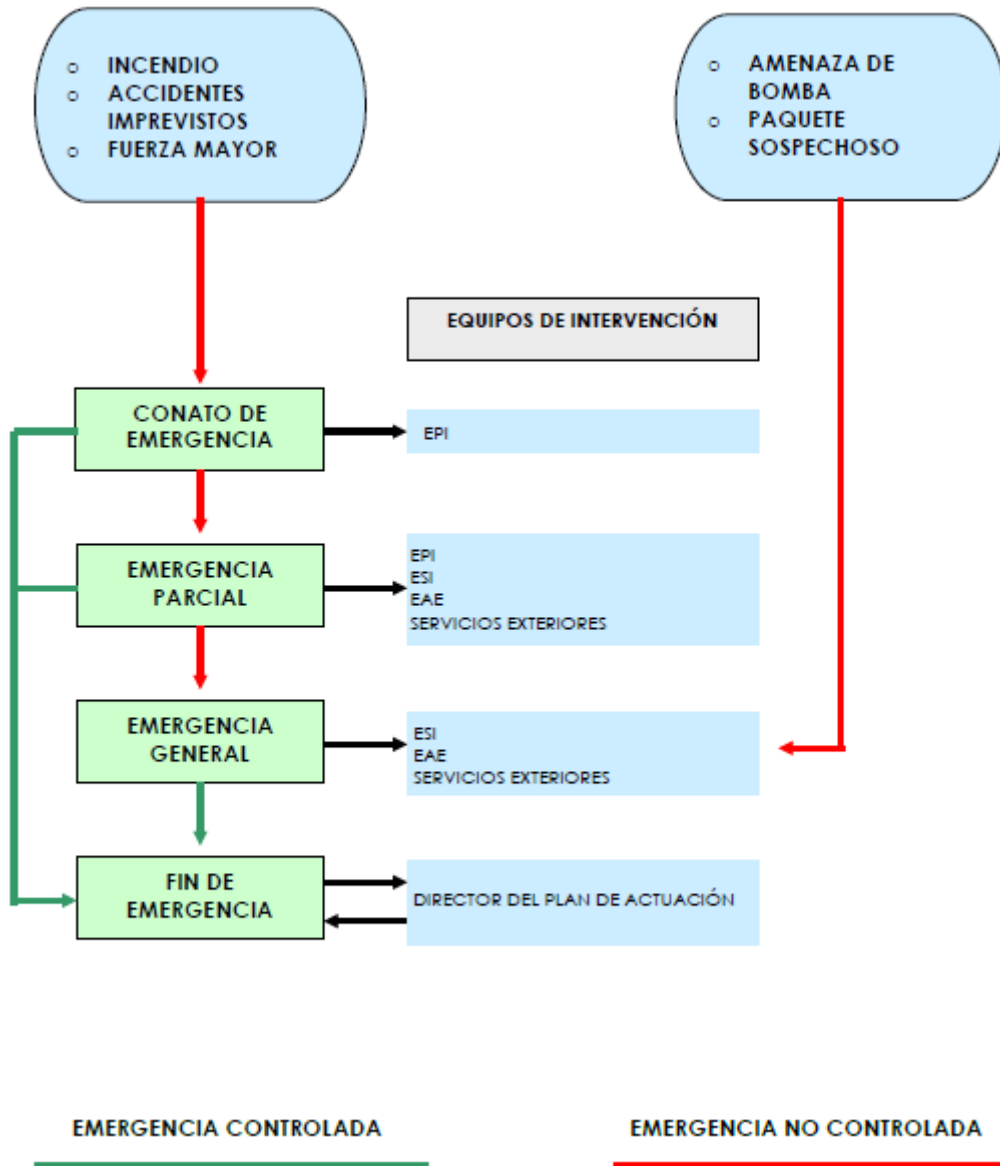 o INCENDIO
o ACCIDENTES
IMPREVISTOS
o FUERZA MAYOR
o AMENAZA DE
BOMBA
o PAQUETE
SOSPECHOSO
EQUIPOS DE INTERVENCIÓN
CONATO DE
EMERGENCIA
EPI
EMERGENCIA
PARCIAL
EPI
ESI
EAE
SERVICIOS EXTERIORES
EMERGENCIA
GENERAL
ESI
EAE
SERVICIOS EXTERIORES
FIN DE
EMERGENCIA
DIRECTOR DEL PLAN DE ACTUACIÓN
EMERGENCIA CONTROLADA
EMERGENCIA NO CONTROLADA